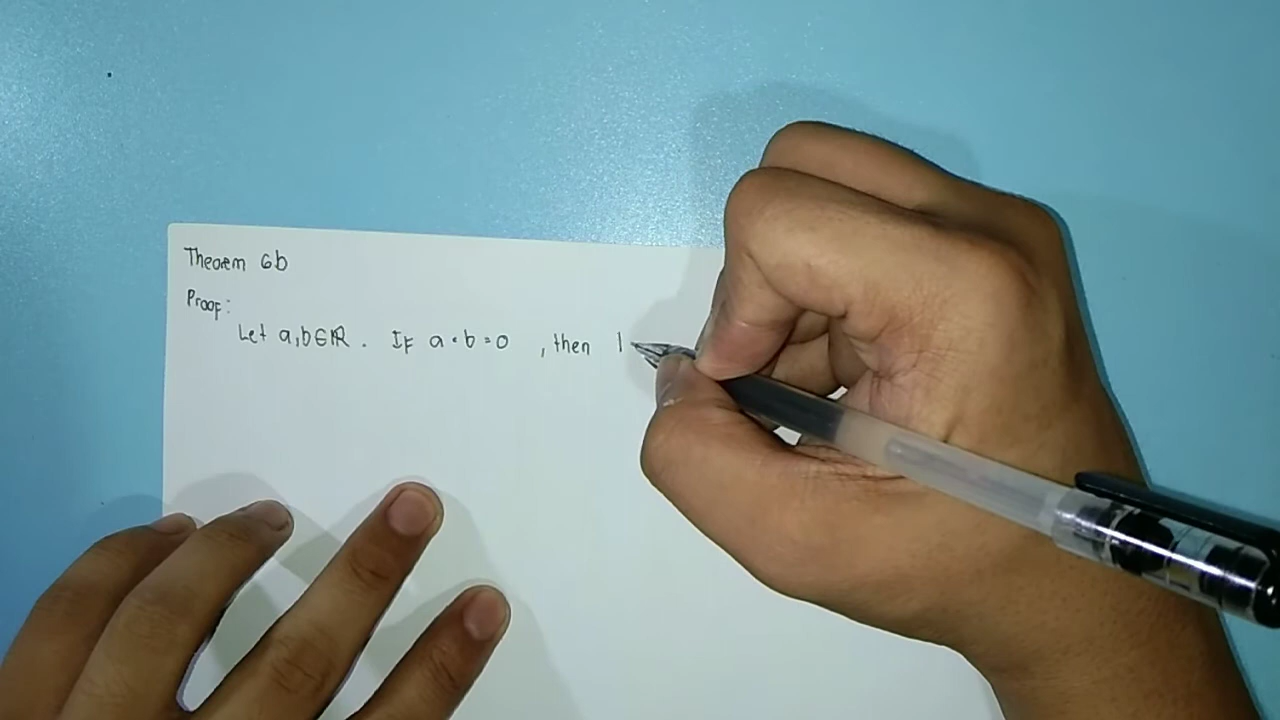 Theorem 6b
Proof:
Let a,b∈ℝ. If a·b=0, then